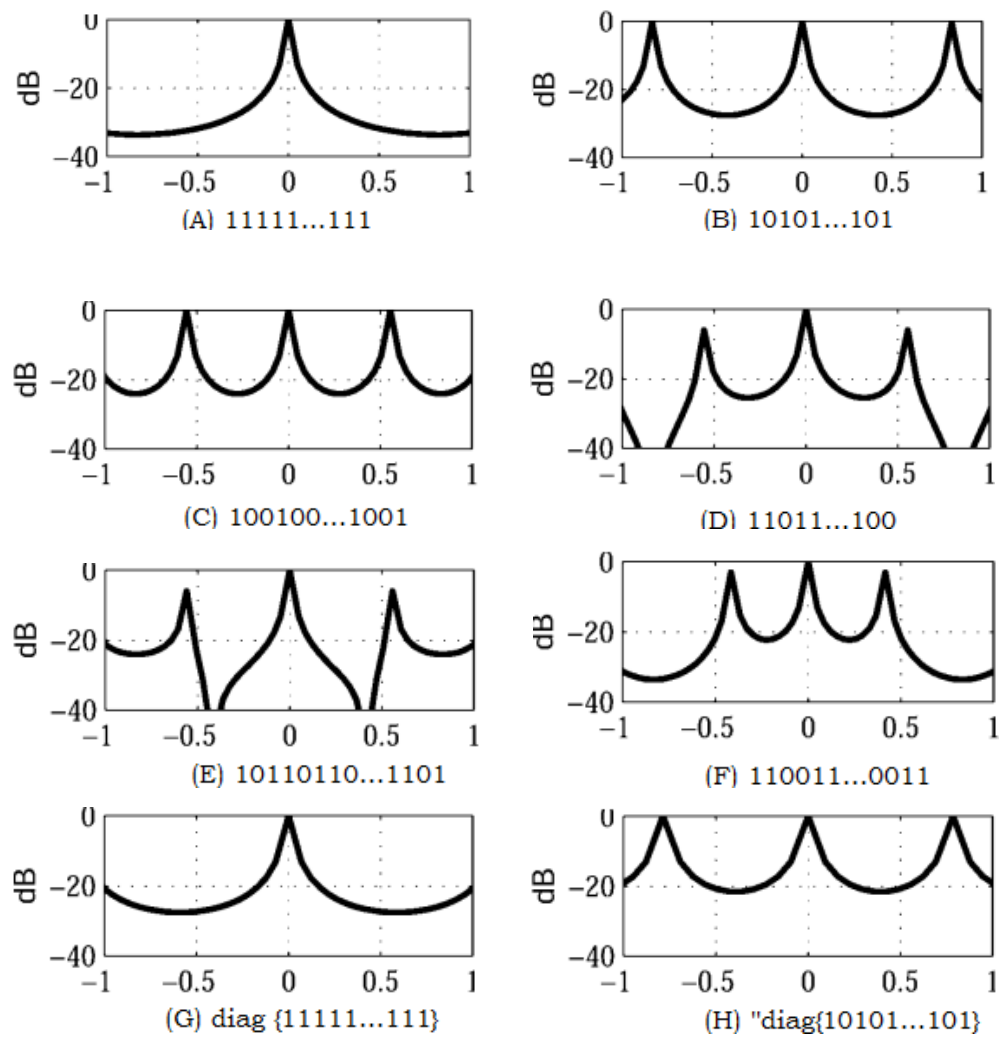 0
0
dB
−20
dB
−20
−40
−40
−1 −0.5 0 0.5 1
−1 −0.5 0 0.5 1
(A) 11111...111
(B) 10101...101
0
0
dB
−20
dB
−20
−40
−40
−1 −0.5 0 0.5 1
−1 −0.5 0 0.5 1
(C) 100100...1001
(D) 11011...100
0
0
dB
−20
dB
−20
−40
−40
−1 −0.5 0 0.5 1
−1 −0.5 0 0.5 1
(E) 10110110...1101
(F) 110011...0011
0
0
dB
−20
dB
−20
−40
−40
−1 −0.5 0 0.5 1
−1 −0.5 0 0.5 1
(G) diag {11111...111}
(H) "diag{10101...101}